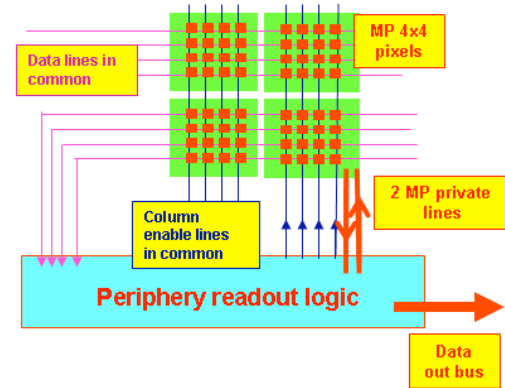 MP 4x4
pixels
Data lines in
common
2 MP private
lines
Column
enable lines
in common
Periphery readout logic
Data
out bus